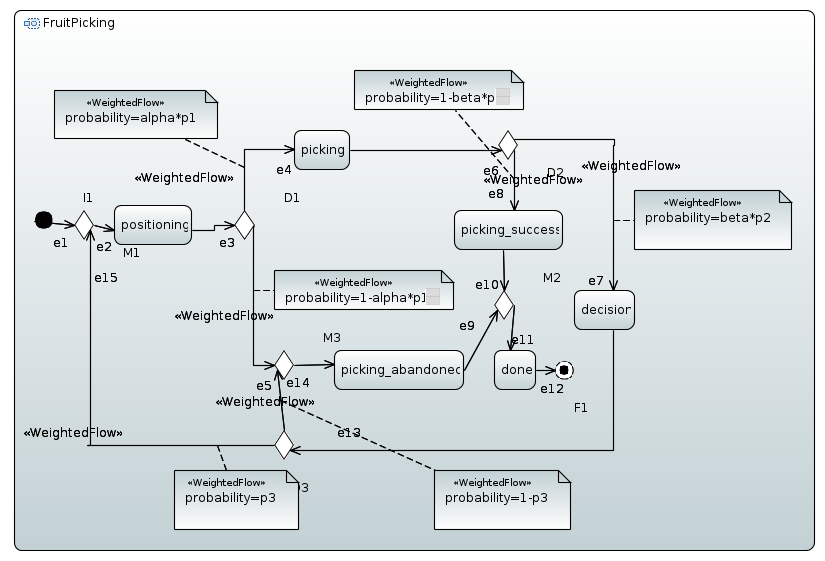 FruitPicking
«WeightedFlow»
probability=1-beta*p
«WeightedFlow»
probability=alpha*p1
picking
e4
e6
D2
«WeightedFlow»
«WeightedFlow»
«WeightedFlow»
e8
I1
D1
«WeightedFlow»
probability=beta*p2
positioning
picking_success
e1
e2
M1
e3
e15
«WeightedFlow»
probability=1-alpha*p1
e10
M2
e7
decision
«WeightedFlow»
e9
M3
e11
picking_abandoned
done
e5
e14
e12
«WeightedFlow»
F1
«WeightedFlow»
e13
«WeightedFlow»
probability=p3
3
«WeightedFlow»
probability=1-p3